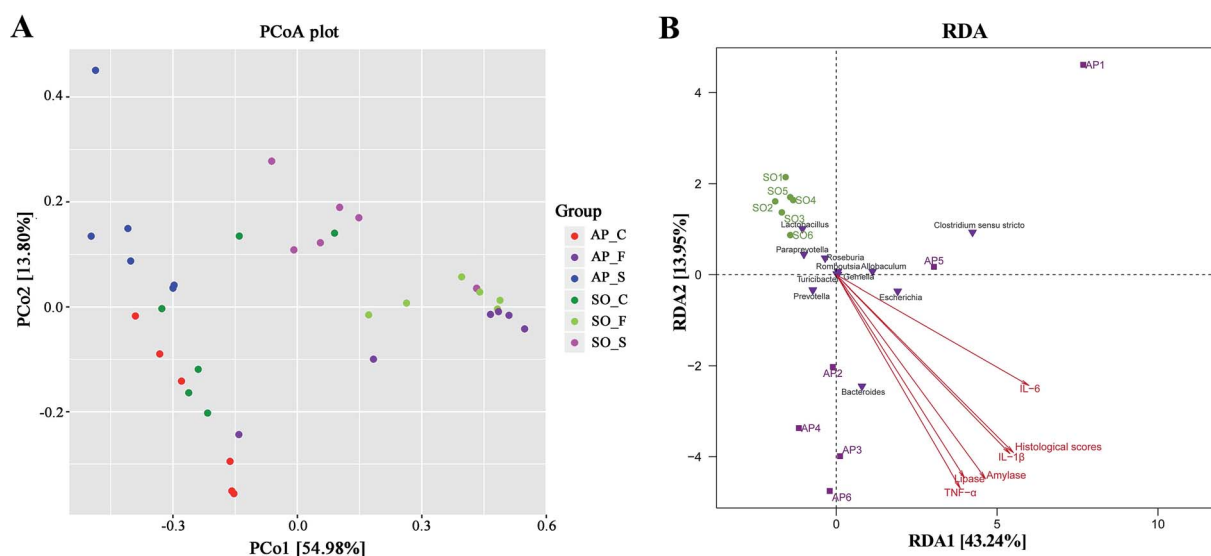 A
PCoA plot
PCo2 [13.80%]
0.4
0.2
0.0
-0.2
-0.3
0.0
0.3
0.6
PCo1 [54.98%]
Group
AP_C
AP_F
AP_S
SO_C
SO_F
SO_S
B
RDA
RDA2 [13.95%]
4
2
0
−2
−4
0
5
10
RDA1 [43.24%]
AP1
SO1
SO5
SO4
SO2
SO3
Lactobacillus
SO6
Clostridium sensu stricto
Paraprevotella
Roseburia
AP5
Romboutsia
Allobaculum
Turicibacter
Gemella
Prevotella
Escherichia
AP2
Bacteroides
IL−6
AP4
AP3
Histological scores
IL−1β
Lipase
Amylase
TNF−α
AP6